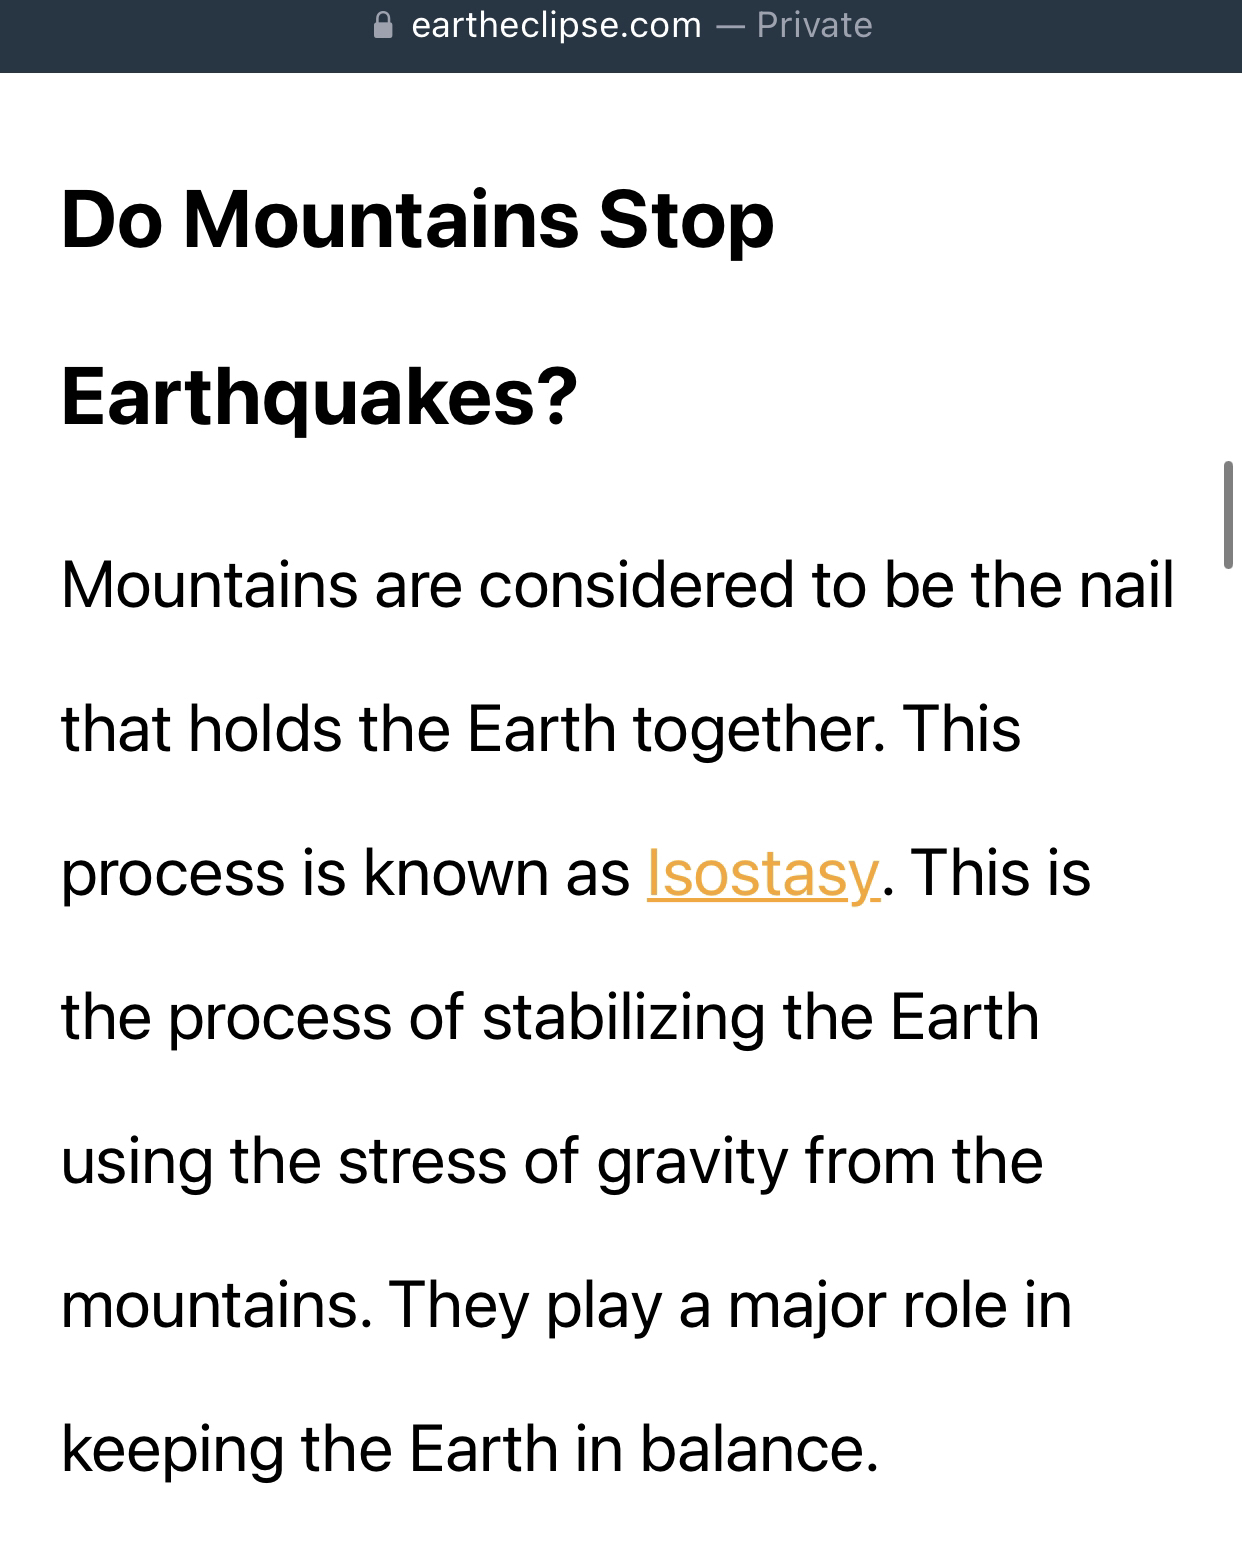 eartheclipse.com — Private
Do Mountains Stop
Earthquakes?
Mountains are considered to be the nail
that holds the Earth together. This
process is known as Isostasy. This is
the process of stabilizing the Earth
using the stress of gravity from the
mountains. They play a major role in
keeping the Earth in balance.